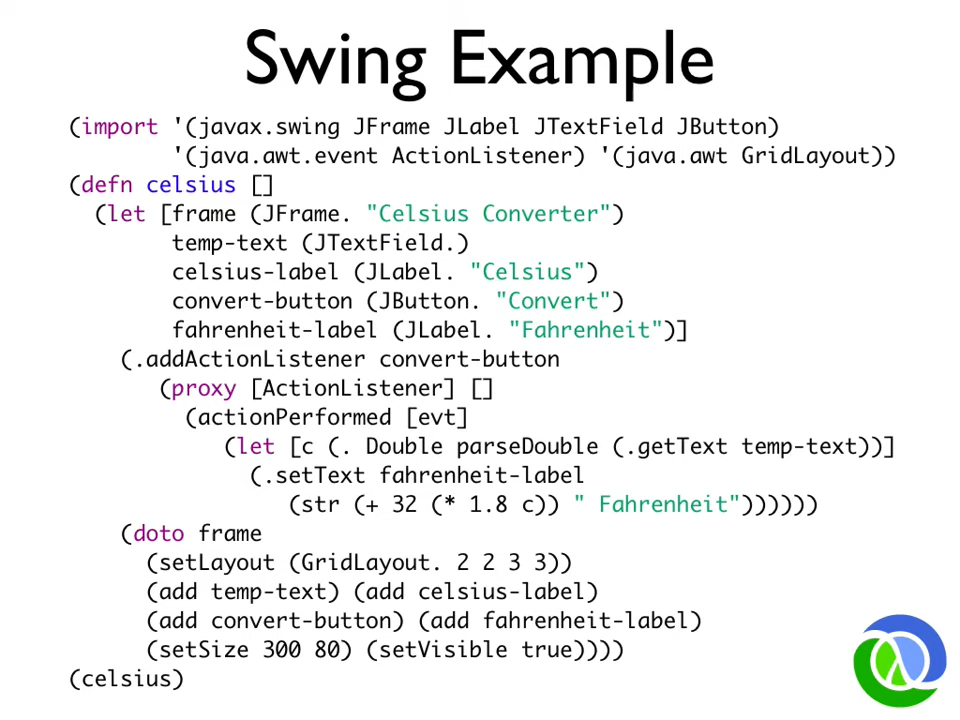 Swing Example
(import '(javax.swing JFrame JLabel JTextField JButton)
        '(java.awt.event ActionListener) '(java.awt GridLayout))
(defn celsius []
  (let [frame (JFrame. "Celsius Converter")
        temp-text (JTextField.)
        celsius-label (JLabel. "Celsius")
        convert-button (JButton. "Convert")
        fahrenheit-label (JLabel. "Fahrenheit")]
    (.addActionListener convert-button
       (proxy [ActionListener] []
         (actionPerformed [evt]
            (let [c (. Double parseDouble (.getText temp-text))]
              (.setText fahrenheit-label
                 (str (+ 32 (* 1.8 c)) " Fahrenheit"))))))
    (doto frame
      (setLayout (GridLayout. 2 2 3 3))
      (add temp-text) (add celsius-label)
      (add convert-button) (add fahrenheit-label)
      (setSize 300 80) (setVisible true))))
(celsius)